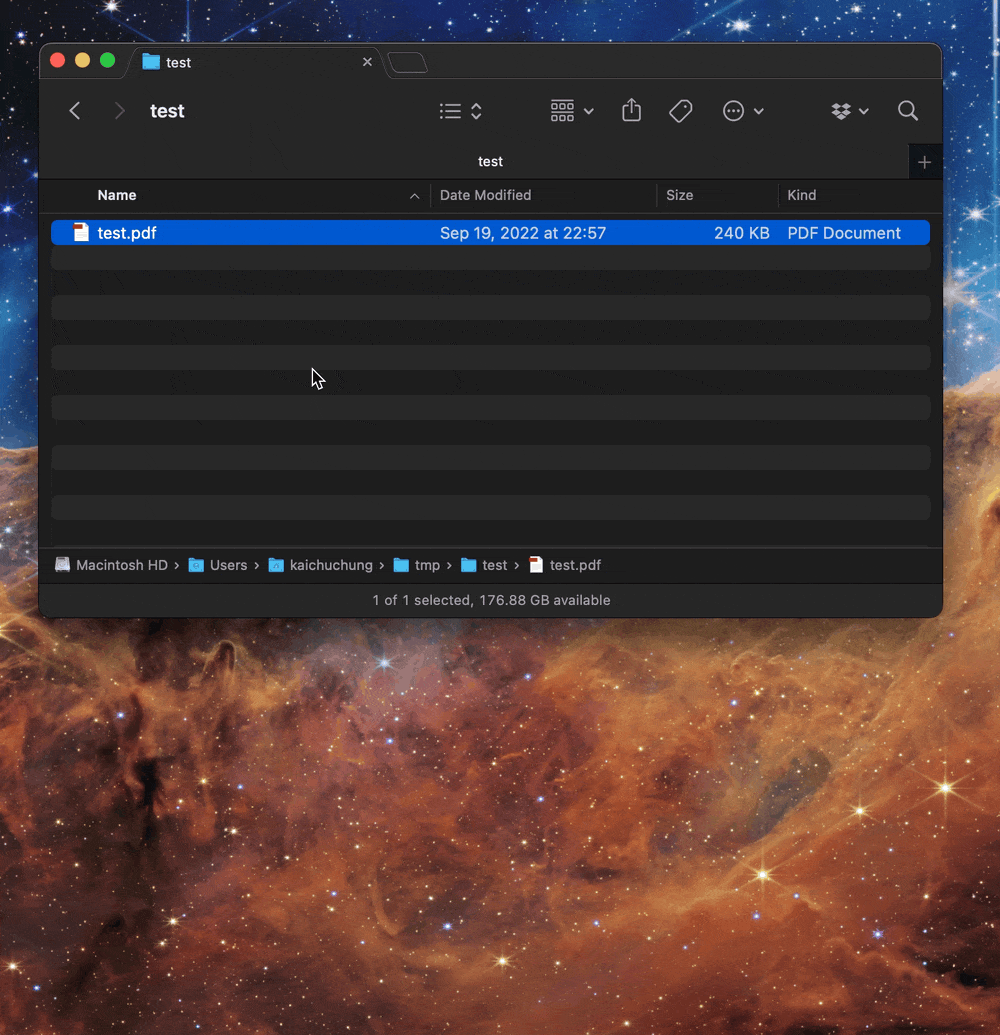 test
test
test
Name Date Modified Size Kind
test.pdf Sep 19, 2022 at 22:57 240 KB PDF Document
Macintosh HD › Users › kaichuchung › tmp › test › test.pdf
1 of 1 selected, 176.88 GB available